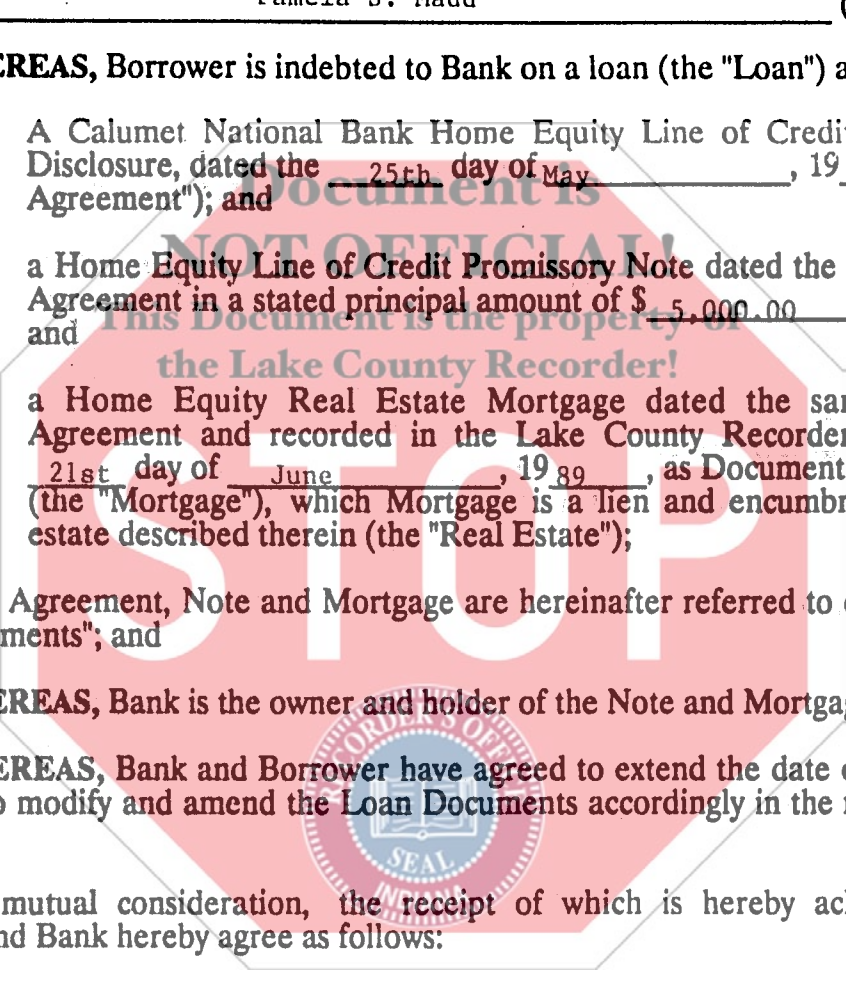 Pamela S.
EREAS, Borrower is indebted to Bank on a loan (the "Loan") a
A Calumet National Bank Home Equity Line of Credit
Disclosure, dated the 25th day of May , 19
Agreement"); and
Document is
NOT OFFICIAL!
a Home Equity Line of Credit Promissory Note dated the
Agreement in a stated principal amount of $ 5,000.00
This Document is the property of
and
the Lake County Recorder!
a Home Equity Real Estate Mortgage dated the sam
Agreement and recorded in the Lake County Recorder
21st day of June , 19 89 , as Document
(the "Mortgage"), which Mortgage is a lien and encumbr
estate described therein (the "Real Estate");
STOP
Agreement, Note and Mortgage are hereinafter referred to
ments"; and
EREAS, Bank is the owner and holder of the Note and Mortga
EREAS, Bank and Borrower have agreed to extend the date o
o modify and amend the Loan Documents accordingly in the
RECORDER'S OFFICE
SEAL
INDIANA
mutual consideration, the receipt of which is hereby ac
nd Bank hereby agree as follows: